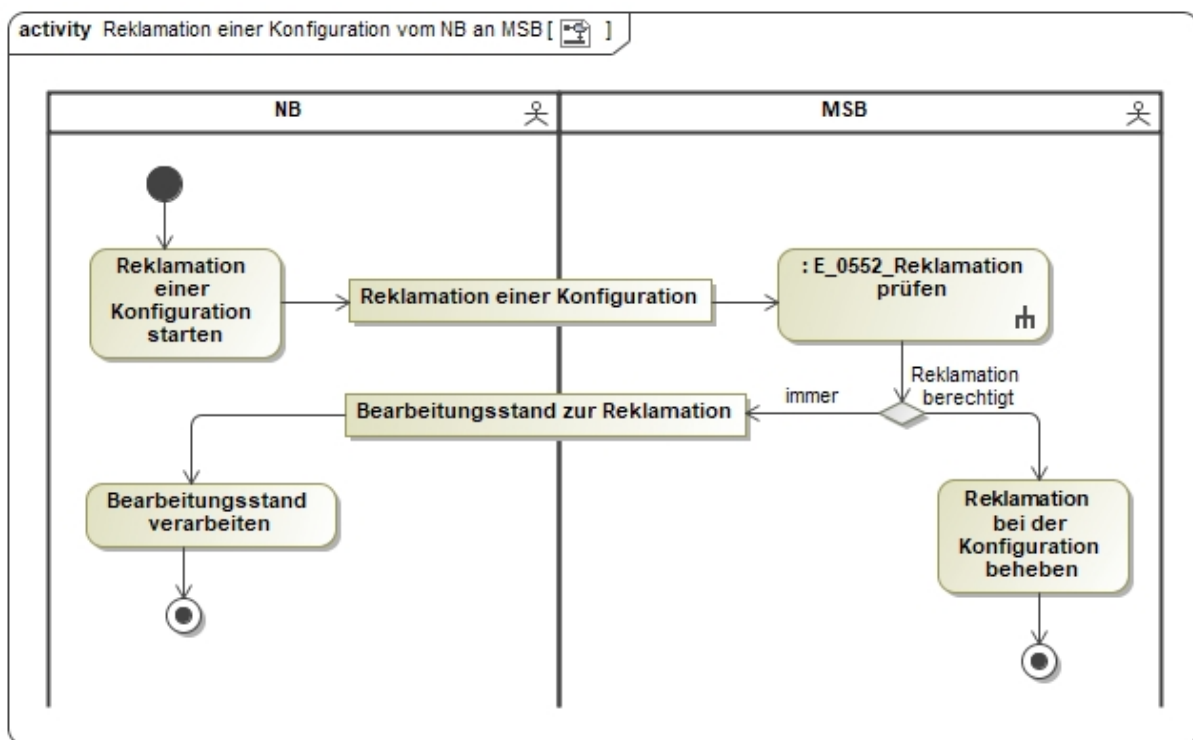 activity Reklamation einer Konfiguration vom NB an MSB [ ]
NB
MSB
Reklamation
einer
Konfiguration
starten
Reklamation einer Konfiguration
: E_0552_Reklamation
prüfen
Reklamation
berechtigt
immer
Bearbeitungsstand zur Reklamation
Bearbeitungsstand
verarbeiten
Reklamation
bei der
Konfiguration
beheben